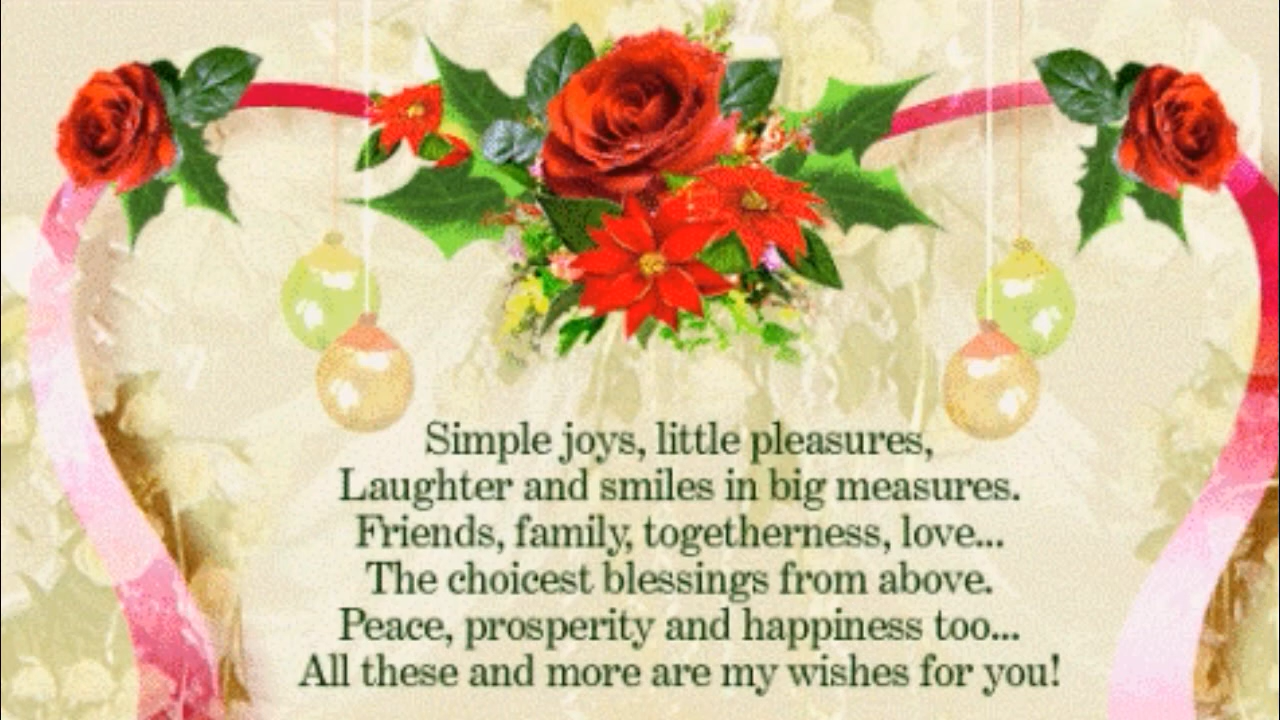 Simple joys, little pleasures,
Laughter and smiles in big measures.
Friends, family, togetherness, love...
The choicest blessings from above.
Peace, prosperity and happiness too...
All these and more are my wishes for you!